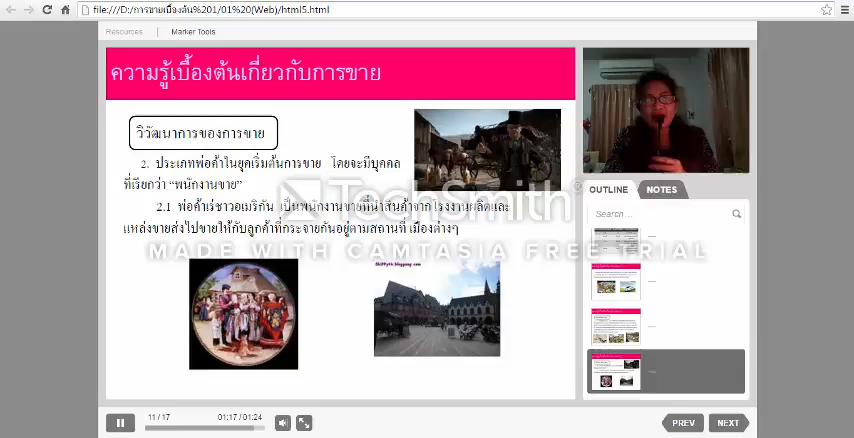 file:///D:/การขายเบื้องต้น%201/01%20(Web)/html5.html
Resources
Marker Tools
ความรู้เบื้องต้นเกี่ยวกับการขาย
วิวัฒนาการของการขาย
2. ประเภทพ่อค้าในยุคเริ่มต้นการขาย โดยจะมีบุคคล
ที่เรียกว่า “พนักงานขาย”
2.1 พ่อค้าเร่ชาวอเมริกัน เป็นพนักงานขายที่นำสินค้าจากโรงงานผลิตและ
แหล่งขายส่งไปขายให้กับลูกค้าที่กระจายกันอยู่ตามสถานที่ เมืองต่างๆ
TechSmith
MADE WITH CAMTASIA FREE TRIAL
OUTLINE
NOTES
Search...
11 / 17
01:17 / 01:24
PREV
NEXT